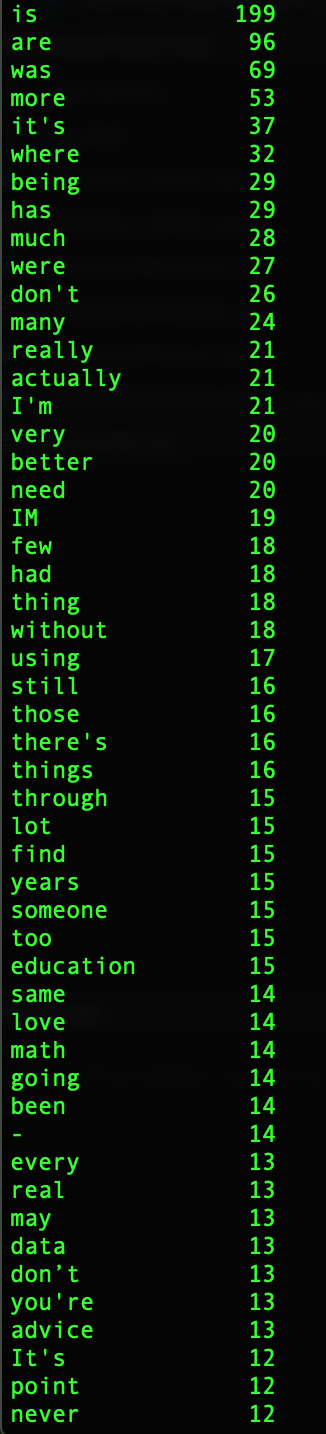 is 199
are 96
was 69
more 53
it's 37
where 32
being 29
has 29
much 28
were 27
don't 26
many 24
really 21
actually 21
I'm 21
very 20
better 20
need 20
IM 19
few 18
had 18
thing 18
without 18
using 17
still 16
those 16
there's 16
things 16
through 15
lot 15
find 15
years 15
someone 15
too 15
education 15
same 14
love 14
math 14
going 14
been 14
- 14
every 13
real 13
may 13
data 13
don’t 13
you're 13
advice 13
It's 12
point 12
never 12